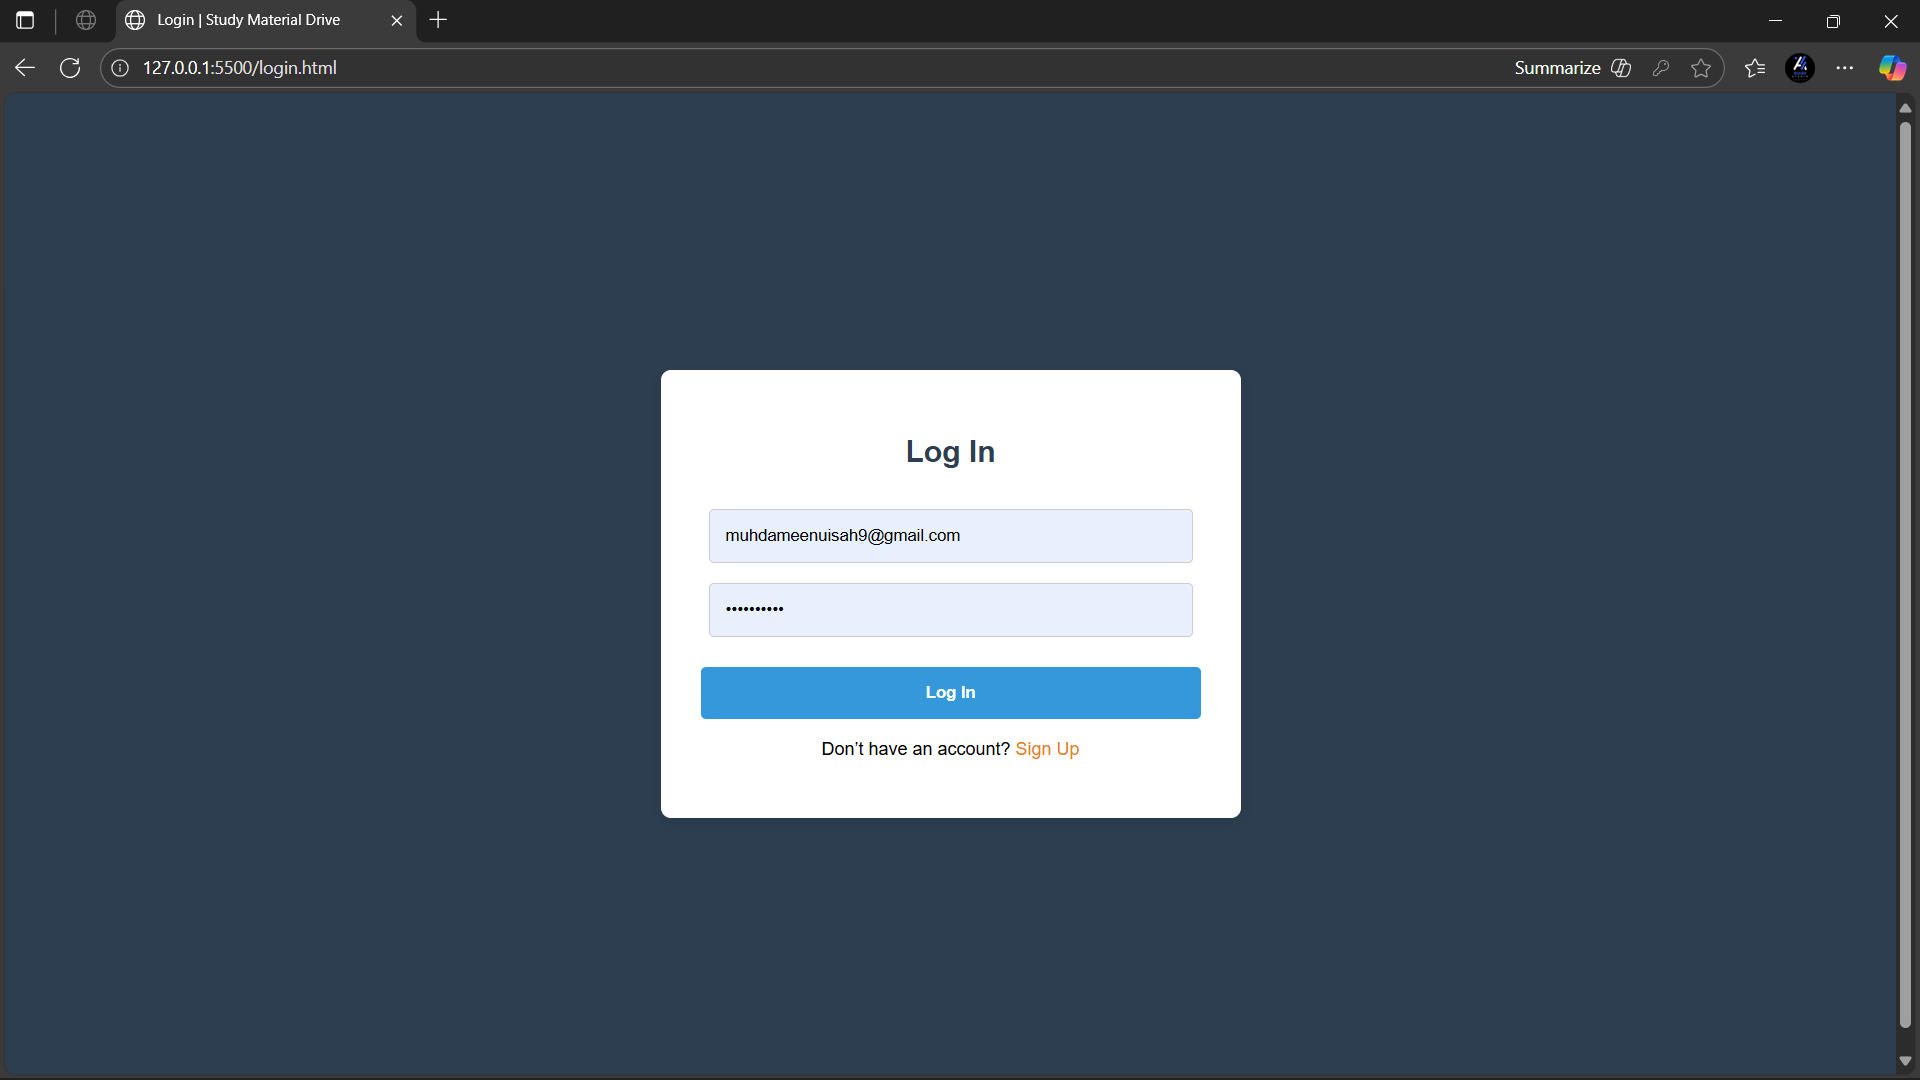 Login | Study Material Drive
127.0.0.1:5500/login.html
Summarize
Log In
muhdameenuisah9@gmail.com
••••••••••
Log In
Don’t have an account? Sign Up